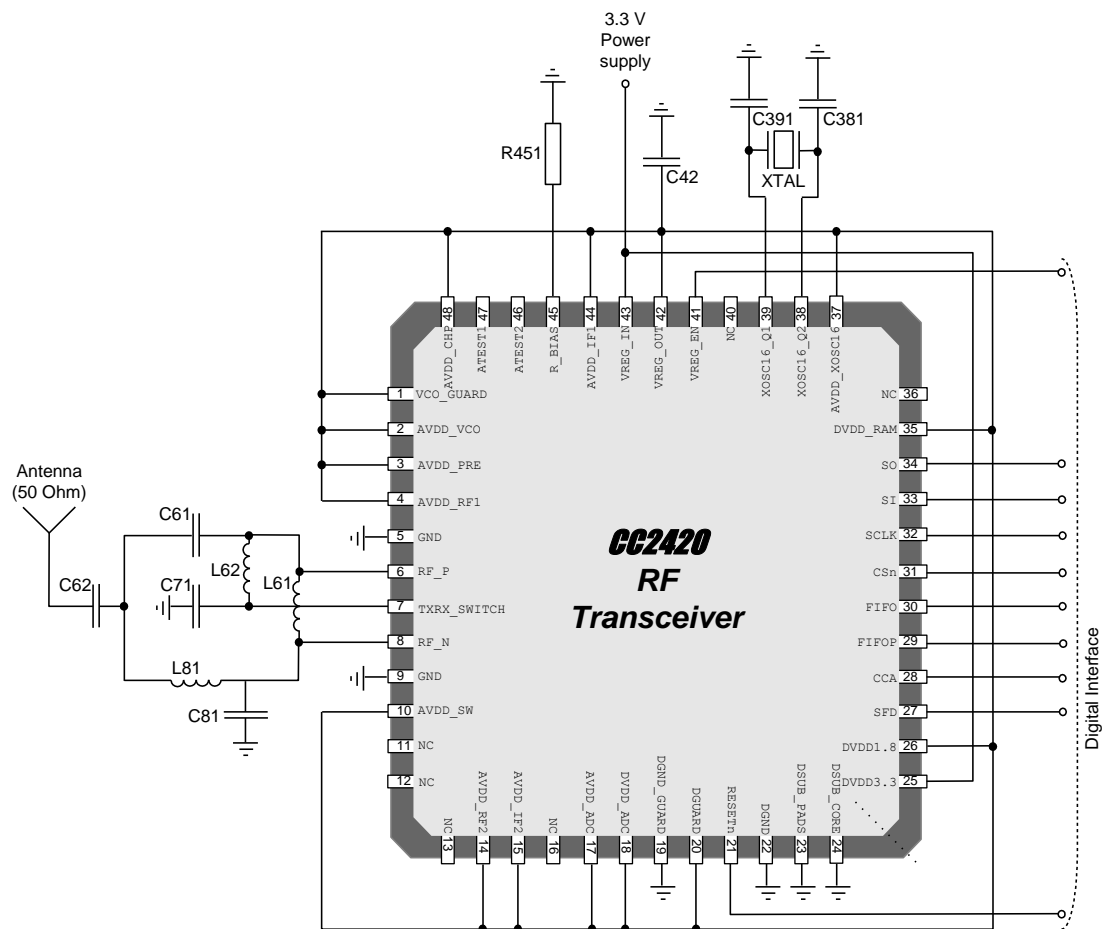 3.3 V
Power
supply
C391
C381
R451
C42
XTAL
48
47
46
45
44
43
42
41
40
39
38
37
AVDD_CHP
ATEST1
ATEST2
R_BIAS
AVDD_IF1
VREG_IN
VREG_OUT
VREG_EN
NC
XOSC16_Q1
XOSC16_Q2
AVDD_XOSC16
1 VCO_GUARD
2 AVDD_VCO
3 AVDD_PRE
4 AVDD_RF1
5 GND
6 RF_P
7 TXRX_SWITCH
8 RF_N
9 GND
10 AVDD_SW
11 NC
12 NC
NC 36
DVDD_RAM 35
SO 34
SI 33
SCLK 32
CSn 31
FIFO 30
FIFOP 29
CCA 28
SFD 27
DVDD1.8 26
DVDD3.3 25
Antenna
(50 Ohm)
C61
L62
L61
C62
C71
L81
C81
CC2420
RF
Transceiver
Digital Interface
NC
AVDD_RF2
AVDD_IF2
NC
AVDD_ADC
DVDD_ADC
DGND_GUARD
DGUARD
RESETn
DGND
DSUB_PADS
DSUB_CORE
13
14
15
16
17
18
19
20
21
22
23
24